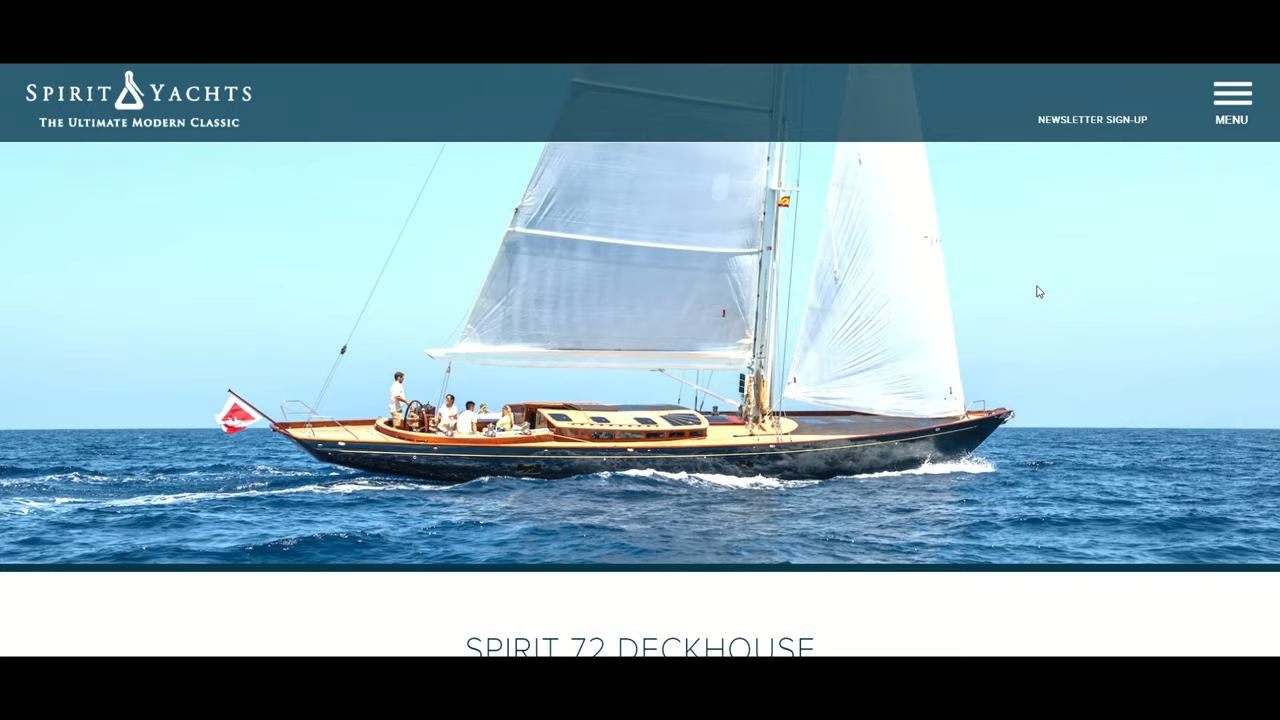 SPIRIT YACHTS
THE ULTIMATE MODERN CLASSIC
NEWSLETTER SIGN-UP
MENU
SPIRIT 72 DECKHOUSE